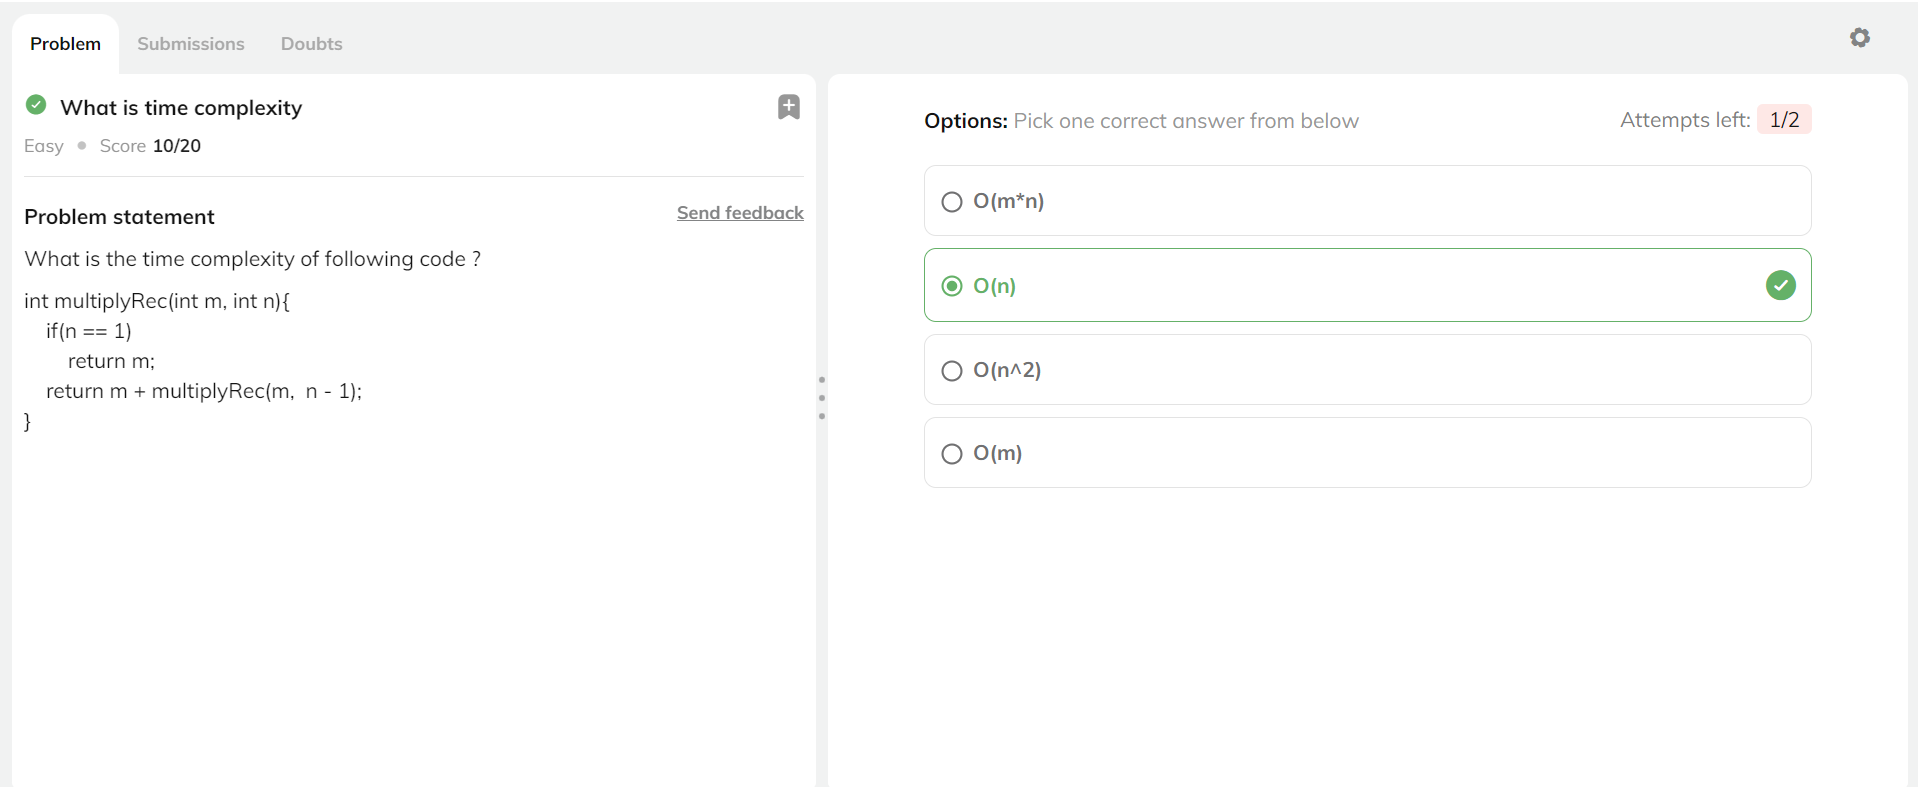 Problem Submissions Doubts
What is time complexity
Easy • Score 10/20
Problem statement
Send feedback
What is the time complexity of following code ?
int multiplyRec(int m, int n){
if(n == 1)
return m;
return m + multiplyRec(m, n - 1);
}
Options: Pick one correct answer from below
Attempts left: 1/2
O(m*n)
O(n)
O(n^2)
O(m)